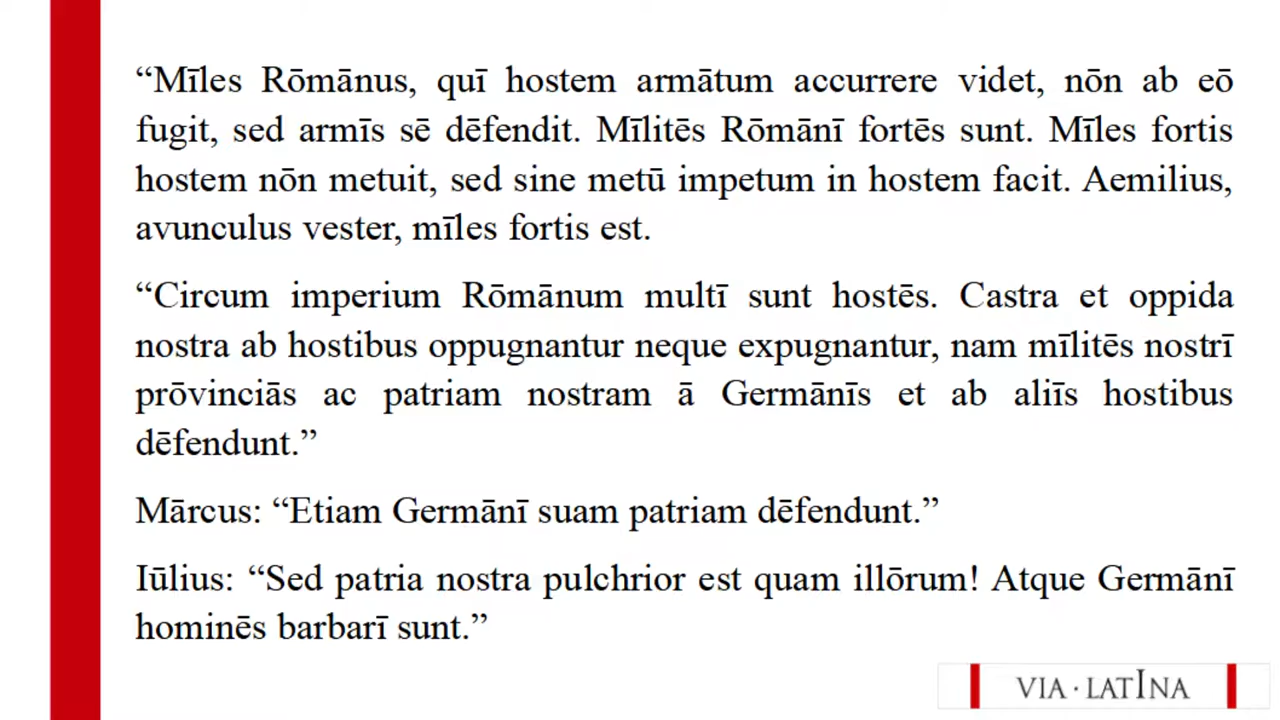 “Mīles Rōmānus, quī hostem armātum accurrere videt, nōn ab eō
fugit, sed armīs sē dēfendit. Mīlitēs Rōmānī fortēs sunt. Mīles fortis
hostem nōn metuit, sed sine metū impetum in hostem facit. Aemilius,
avunculus vester, mīles fortis est.
“Circum imperium Rōmānum multī sunt hostēs. Castra et oppida
nostra ab hostibus oppugnantur neque expugnantur, nam mīlitēs nostrī
prōvinciās ac patriam nostram ā Germānīs et ab aliīs hostibus
dēfendunt.”
Mārcus: “Etiam Germānī suam patriam dēfendunt.”
Iūlius: “Sed patria nostra pulchrior est quam illōrum! Atque Germānī
hominēs barbarī sunt.”
VIA · LATINA